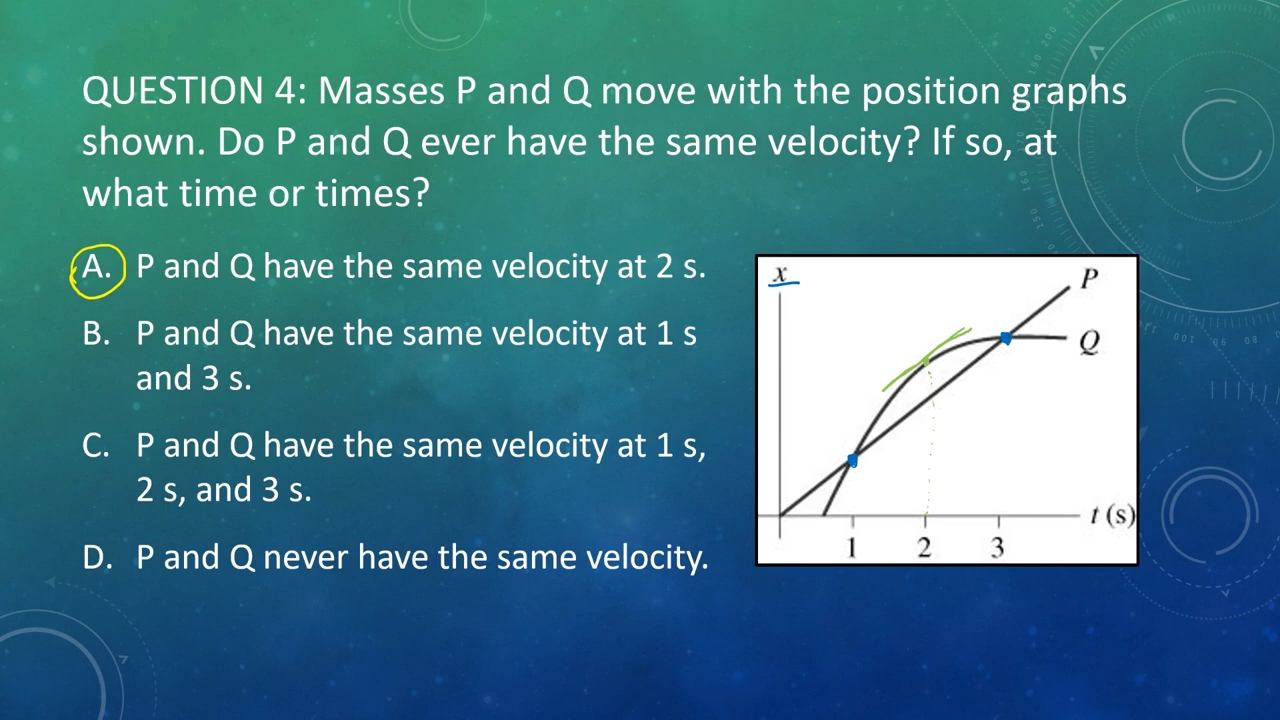 QUESTION 4: Masses P and Q move with the position graphs
shown. Do P and Q ever have the same velocity? If so, at
what time or times?
A. P and Q have the same velocity at 2 s.
B. P and Q have the same velocity at 1 s
and 3 s.
C. P and Q have the same velocity at 1 s,
2 s, and 3 s.
D. P and Q never have the same velocity.
x
P
Q
t (s)
1 2 3